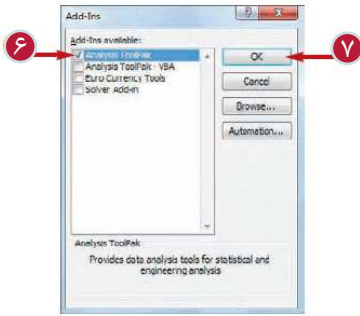 Add-Ins
Add-Ins available:
۶
Analysis ToolPak
Analysis ToolPak - VBA
Euro Currency Tools
Solver Add-in
OK
۷
Cancel
Browse...
Automation...
Analysis ToolPak
Provides data analysis tools for statistical and
engineering analysis